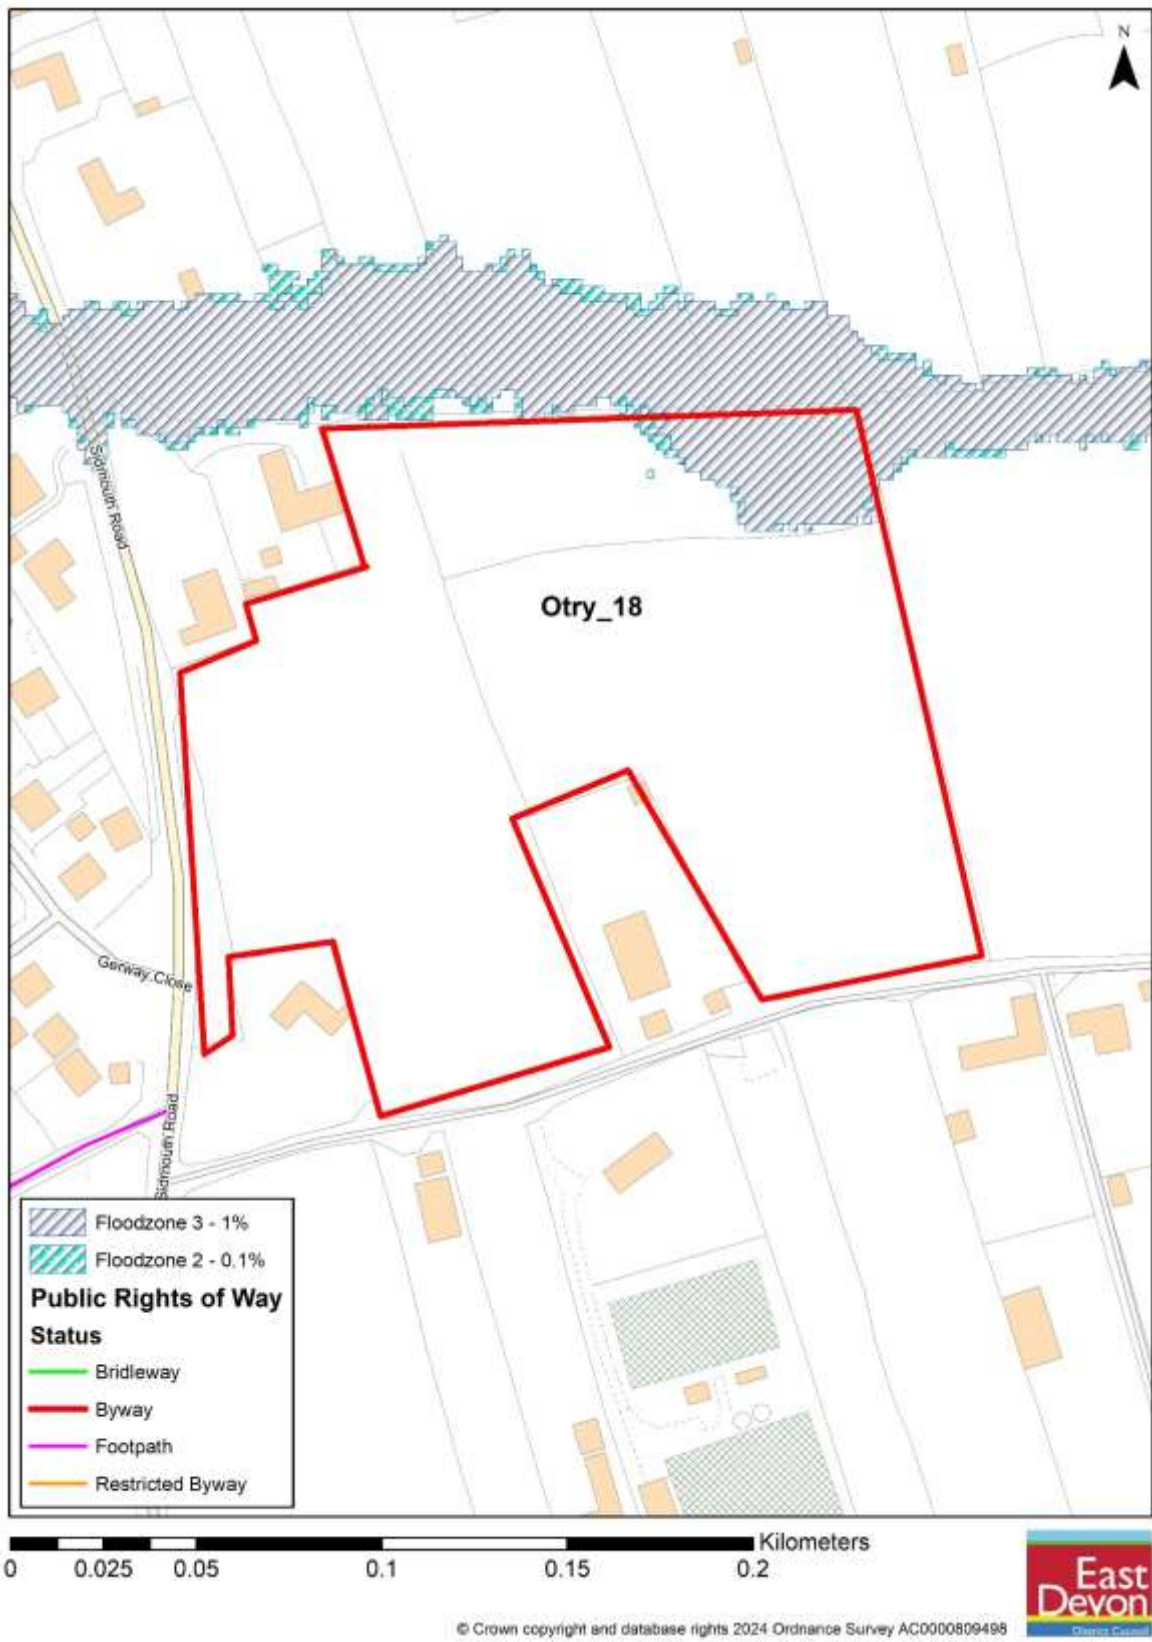 N
Sidmouth Road
Otry_18
Gerway Close
Sidmouth Road
Floodzone 3 - 1%
Floodzone 2 - 0.1%
Public Rights of Way
Status
Bridleway
Byway
Footpath
Restricted Byway
Kilometers
0 0.025 0.05 0.1 0.15 0.2
East
Devon
District Council
© Crown copyright and database rights 2024 Ordnance Survey AC0000809498